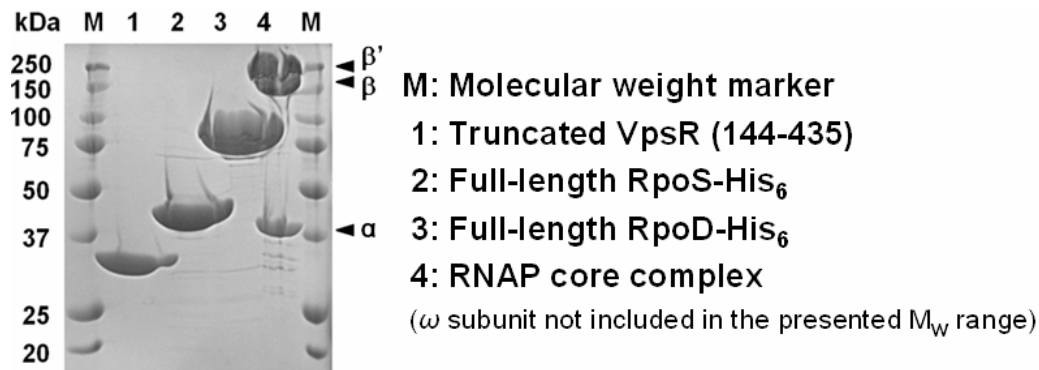 kDa M 1 2 3 4 M
250
150
100
75
50
37
25
20
β’
β
α
M: Molecular weight marker
1: Truncated VpsR (144-435)
2: Full-length RpoS-His₆
3: Full-length RpoD-His₆
4: RNAP core complex
(ω subunit not included in the presented M_W range)